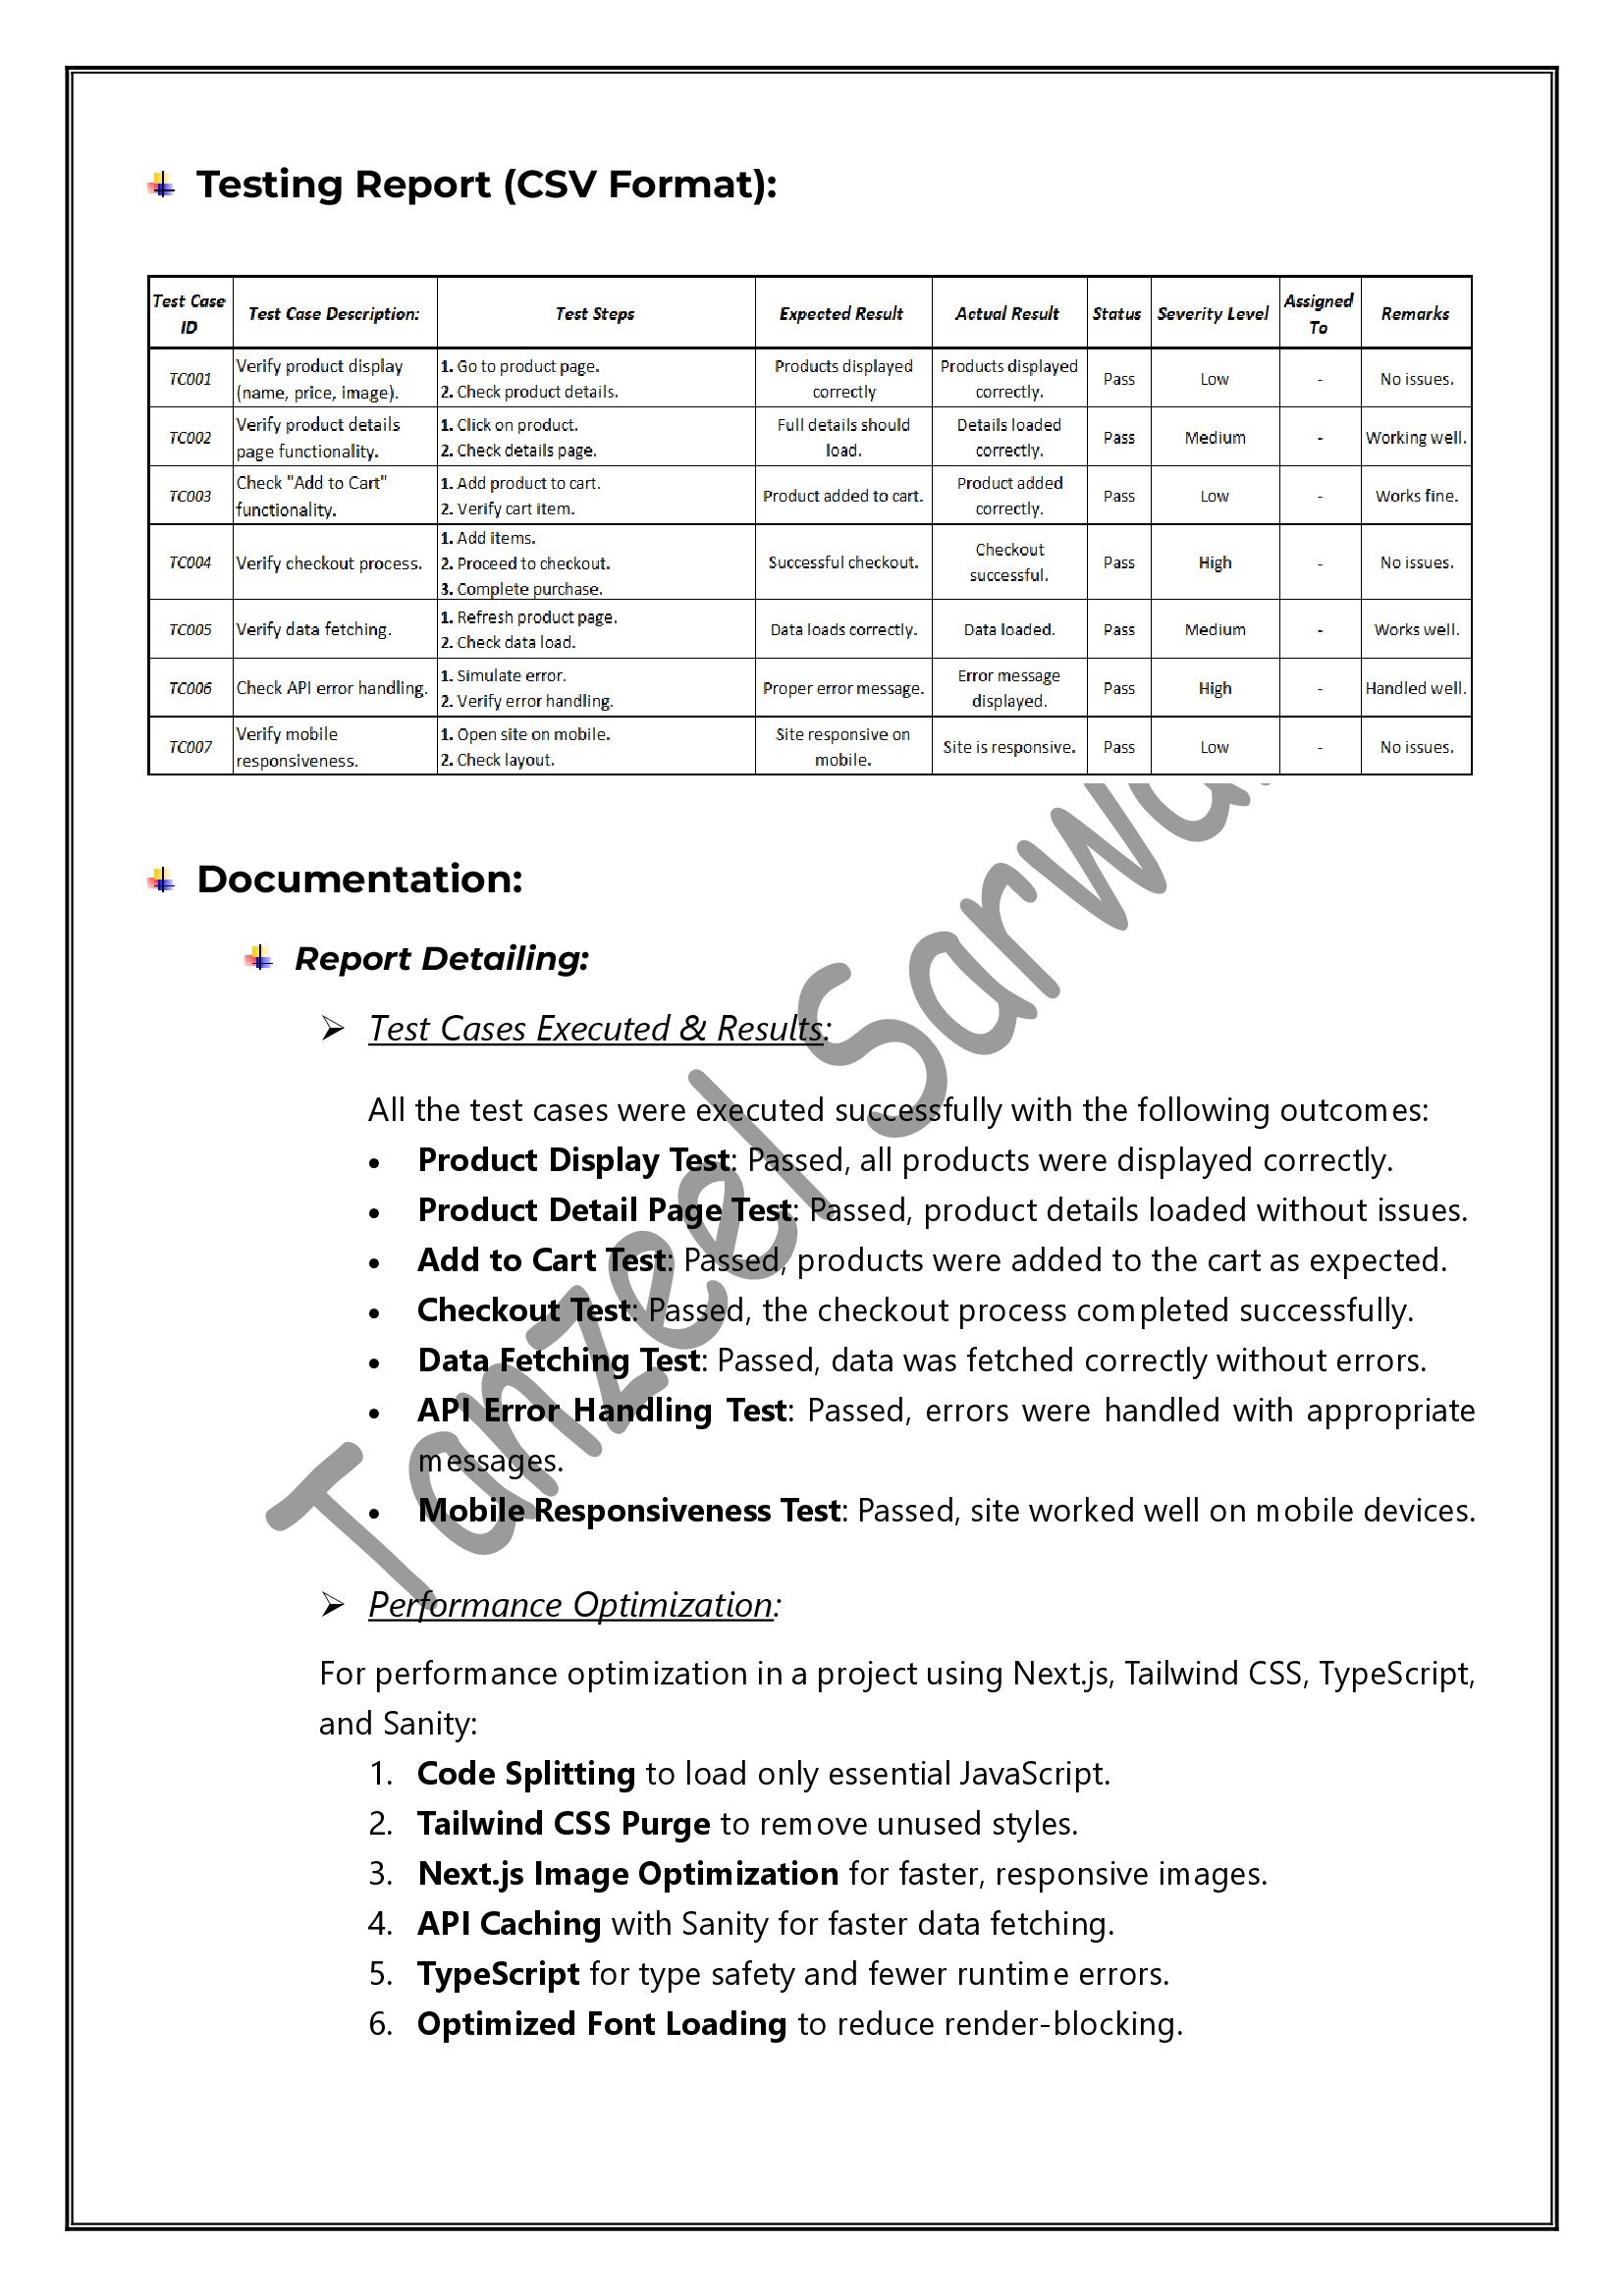 Testing Report (CSV Format):
Test Case ID | Test Case Description: | Test Steps | Expected Result | Actual Result | Status | Severity Level | Assigned To | Remarks
TC001 | Verify product display (name, price, image). | 1. Go to product page. 2. Check product details. | Products displayed correctly | Products displayed correctly. | Pass | Low | - | No issues.
TC002 | Verify product details page functionality. | 1. Click on product. 2. Check details page. | Full details should load. | Details loaded correctly. | Pass | Medium | - | Working well.
TC003 | Check "Add to Cart" functionality. | 1. Add product to cart. 2. Verify cart item. | Product added to cart. | Product added correctly. | Pass | Low | - | Works fine.
TC004 | Verify checkout process. | 1. Add items. 2. Proceed to checkout. 3. Complete purchase. | Successful checkout. | Checkout successful. | Pass | High | - | No issues.
TC005 | Verify data fetching. | 1. Refresh product page. 2. Check data load. | Data loads correctly. | Data loaded. | Pass | Medium | - | Works well.
TC006 | Check API error handling. | 1. Simulate error. 2. Verify error handling. | Proper error message. | Error message displayed. | Pass | High | - | Handled well.
TC007 | Verify mobile responsiveness. | 1. Open site on mobile. 2. Check layout. | Site responsive on mobile. | Site is responsive. | Pass | Low | - | No issues.
Documentation:
Report Detailing:
Test Cases Executed & Results:
All the test cases were executed successfully with the following outcomes:
• Product Display Test: Passed, all products were displayed correctly.
• Product Detail Page Test: Passed, product details loaded without issues.
• Add to Cart Test: Passed, products were added to the cart as expected.
• Checkout Test: Passed, the checkout process completed successfully.
• Data Fetching Test: Passed, data was fetched correctly without errors.
• API Error Handling Test: Passed, errors were handled with appropriate
messages.
• Mobile Responsiveness Test: Passed, site worked well on mobile devices.
Performance Optimization:
For performance optimization in a project using Next.js, Tailwind CSS, TypeScript,
and Sanity:
1. Code Splitting to load only essential JavaScript.
2. Tailwind CSS Purge to remove unused styles.
3. Next.js Image Optimization for faster, responsive images.
4. API Caching with Sanity for faster data fetching.
5. TypeScript for type safety and fewer runtime errors.
6. Optimized Font Loading to reduce render-blocking.
Tanzeel